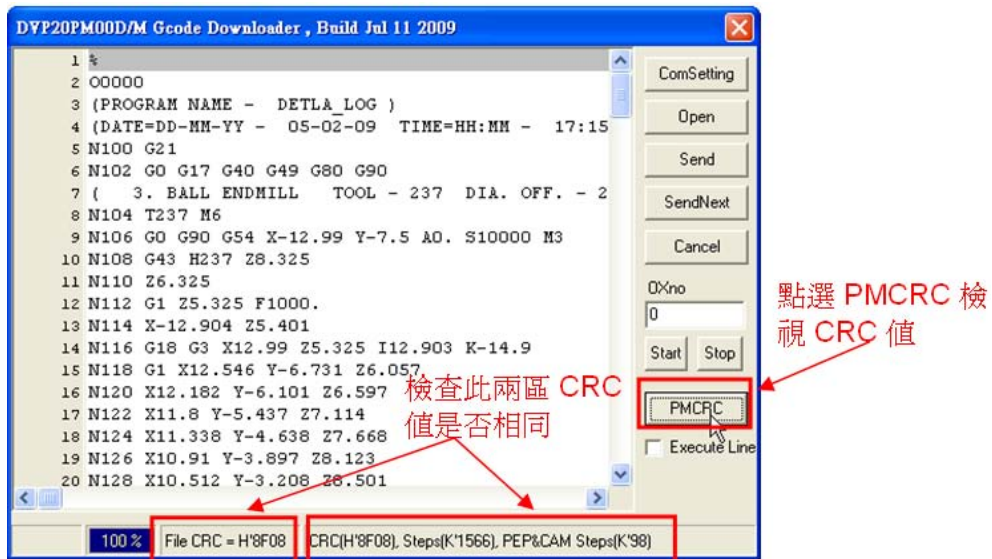 DVP20PM00D/M Gcode Downloader , Build Jul 11 2009
1 %
2 O0000
3 (PROGRAM NAME - DETLA_LOG )
4 (DATE=DD-MM-YY - 05-02-09 TIME=HH:MM - 17:15
5 N100 G21
6 N102 G0 G17 G40 G49 G80 G90
7 ( 3. BALL ENDMILL TOOL - 237 DIA. OFF. - 2
8 N104 T237 M6
9 N106 G0 G90 G54 X-12.99 Y-7.5 A0. S10000 M3
10 N108 G43 H237 Z8.325
11 N110 Z6.325
12 N112 G1 Z5.325 F1000.
13 N114 X-12.904 Z5.401
14 N116 G18 G3 X12.99 Z5.325 I12.903 K-14.9
15 N118 G1 X12.546 Y-6.731 Z6.057
16 N120 X12.182 Y-6.101 Z6.597
17 N122 X11.8 Y-5.437 Z7.114
18 N124 X11.338 Y-4.638 Z7.668
19 N126 X10.91 Y-3.897 Z8.123
20 N128 X10.512 Y-3.208 Z8.501
ComSetting
Open
Send
SendNext
Cancel
OXno
0
Start Stop
PMCRC
Execute Line
點選 PMCRC 檢
視 CRC 值
檢查此兩區 CRC
值是否相同
100 % File CRC = H'8F08 CRC(H'8F08), Steps(K'1566), PEP&CAM Steps(K'98)